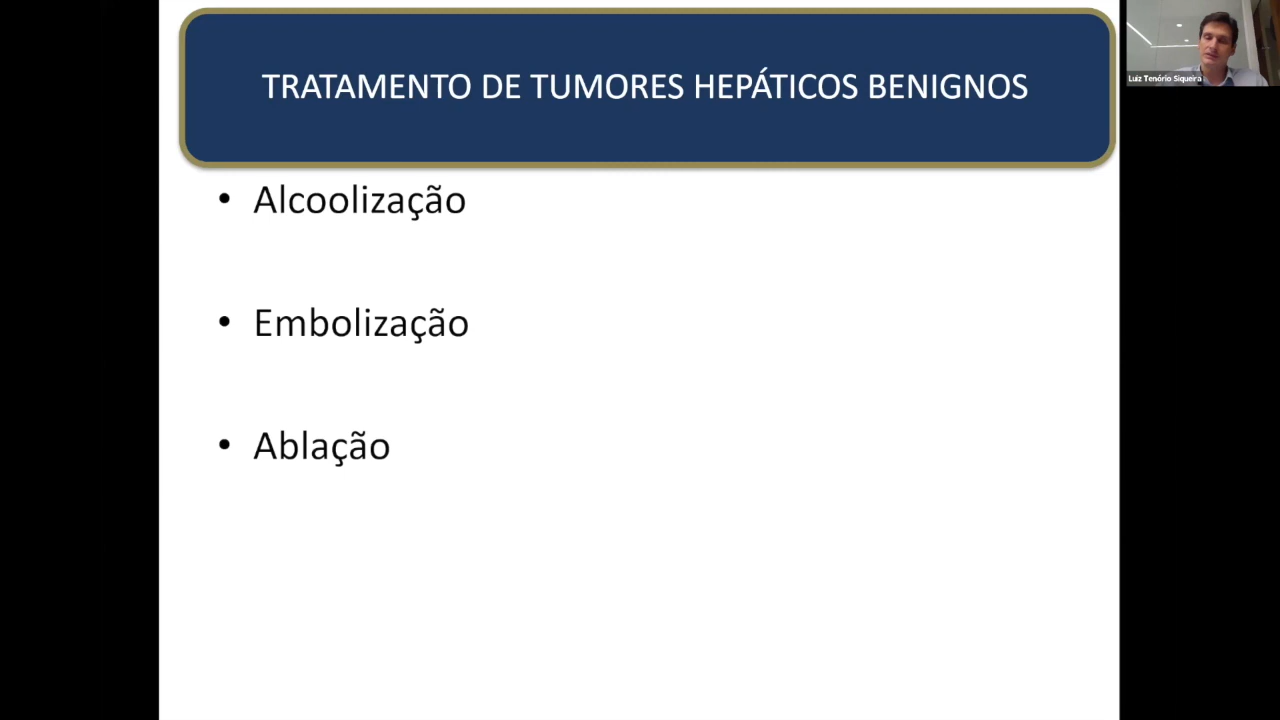 TRATAMENTO DE TUMORES HEPÁTICOS BENIGNOS
Luiz Tenório Siqueira
• Alcoolização
• Embolização
• Ablação